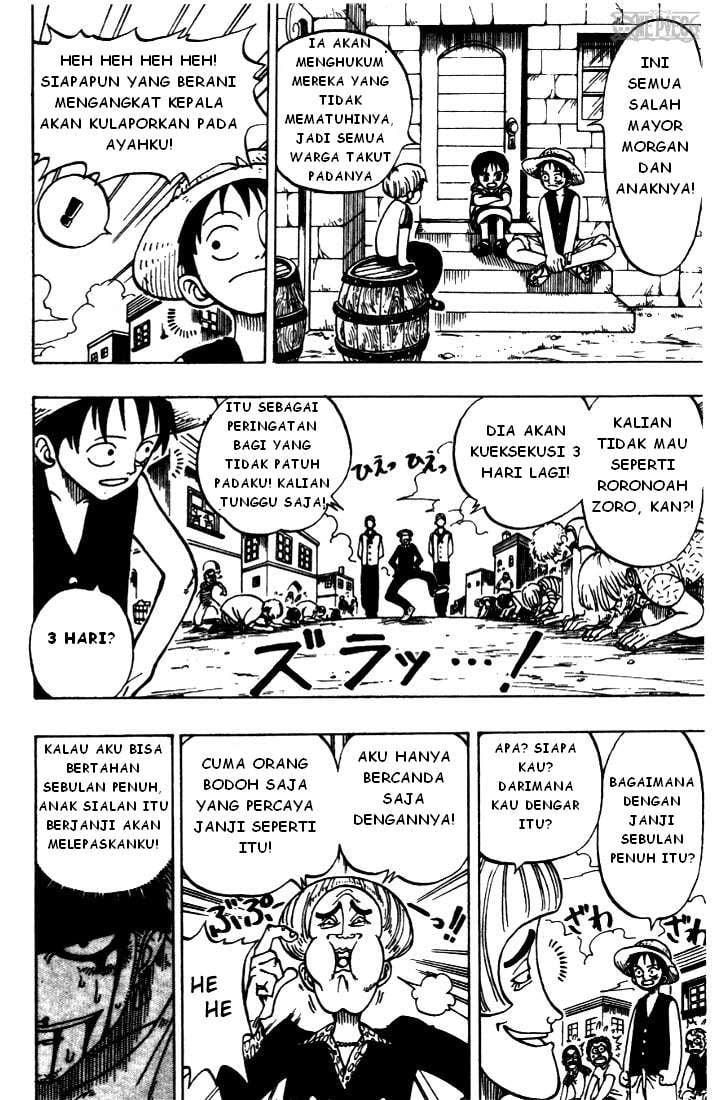 INI
SEMUA
SALAH
MAYOR
MORGAN
DAN
ANAKNYA!
IA AKAN
MENGHUKUM
MEREKA YANG
TIDAK
MEMATUHINYA,
JADI SEMUA
WARGA TAKUT
PADANYA
HEH HEH HEH HEH!
SIAPAPUN YANG BERANI
MENGANGKAT KEPALA
AKAN KULAPORKAN PADA
AYAHKU!
!!
KALIAN
TIDAK MAU
SEPERTI
RORONOAH
ZORO, KAN?!
DIA AKAN
KUEKSEKUSI 3
HARI LAGI!
ひえっ ひえっ
ITU SEBAGAI
PERINGATAN
BAGI YANG
TIDAK PATUH
PADAKU! KALIAN
TUNGGU SAJA!
3 HARI?
ズラッ…!
BAGAIMANA
DENGAN
JANJI
SEBULAN
PENUH ITU?
APA? SIAPA
KAU?
DARIMANA
KAU DENGAR
ITU?
ざわ
ざわ
AKU HANYA
BERCANDA
SAJA
DENGANNYA!
CUMA ORANG
BODOH SAJA
YANG PERCAYA
JANJI SEPERTI
ITU!
ぶぷ
ーっ!!
HE
HE
KALAU AKU BISA
BERTAHAN
SEBULAN PENUH,
ANAK SIALAN ITU
BERJANJI AKAN
MELEPASKANKU!